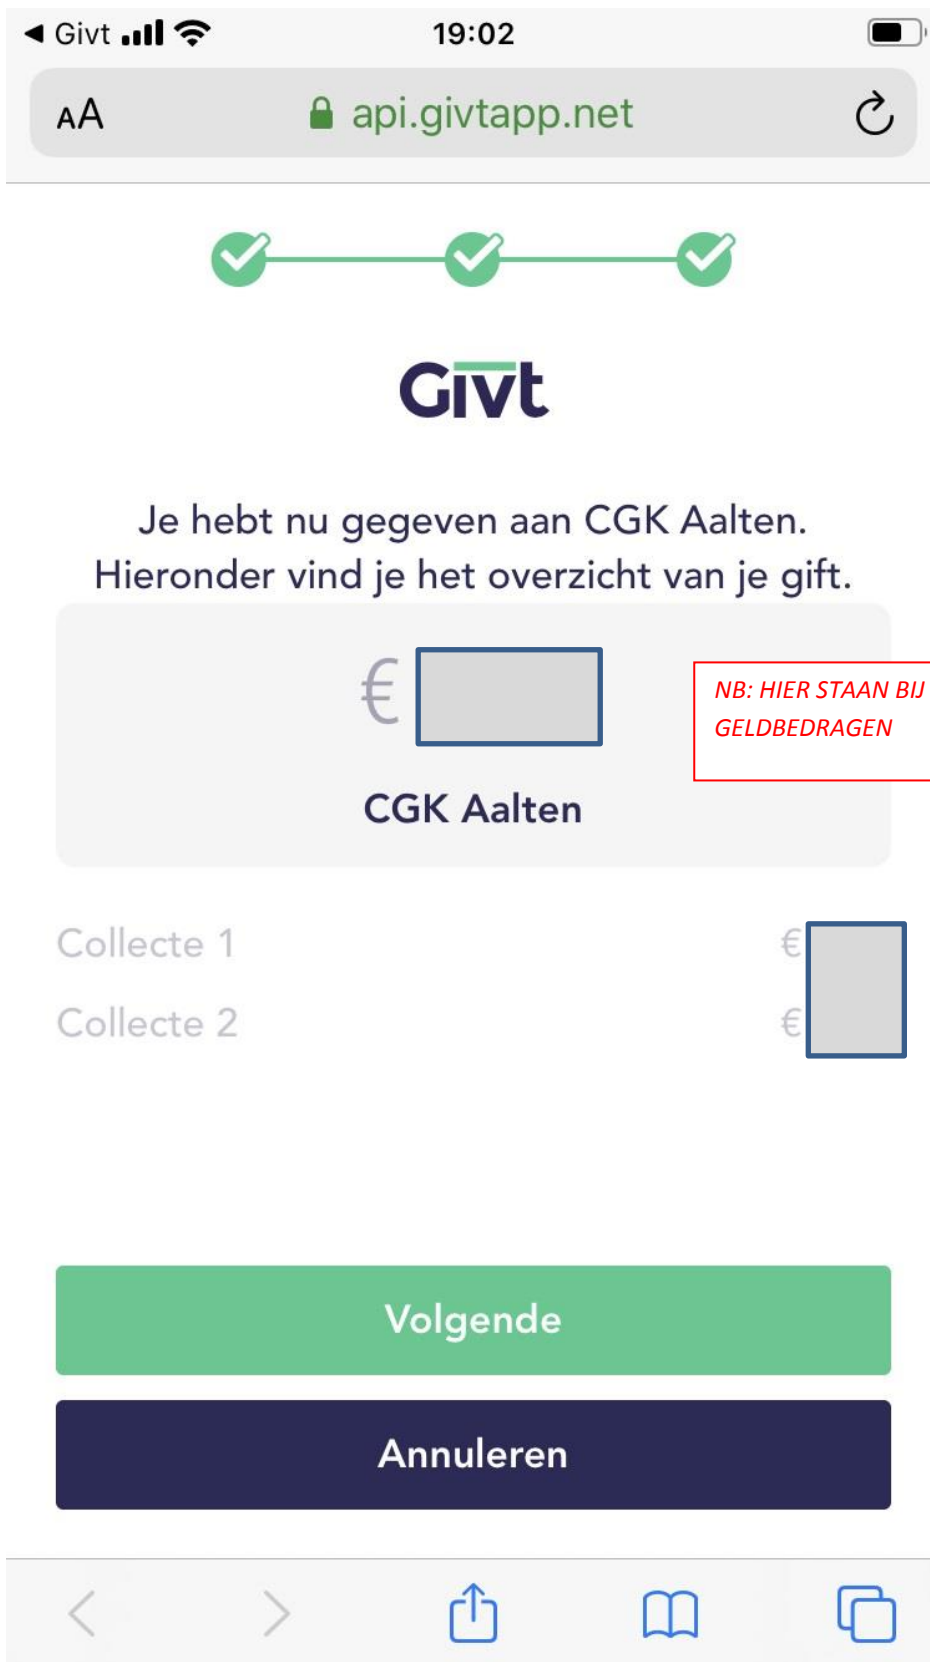 Givt
19:02
AA
api.givtapp.net
Givt
Je hebt nu gegeven aan CGK Aalten.
Hieronder vind je het overzicht van je gift.
€
NB: HIER STAAN BIJ
GELDBEDRAGEN
CGK Aalten
Collecte 1 €
Collecte 2 €
Volgende
Annuleren